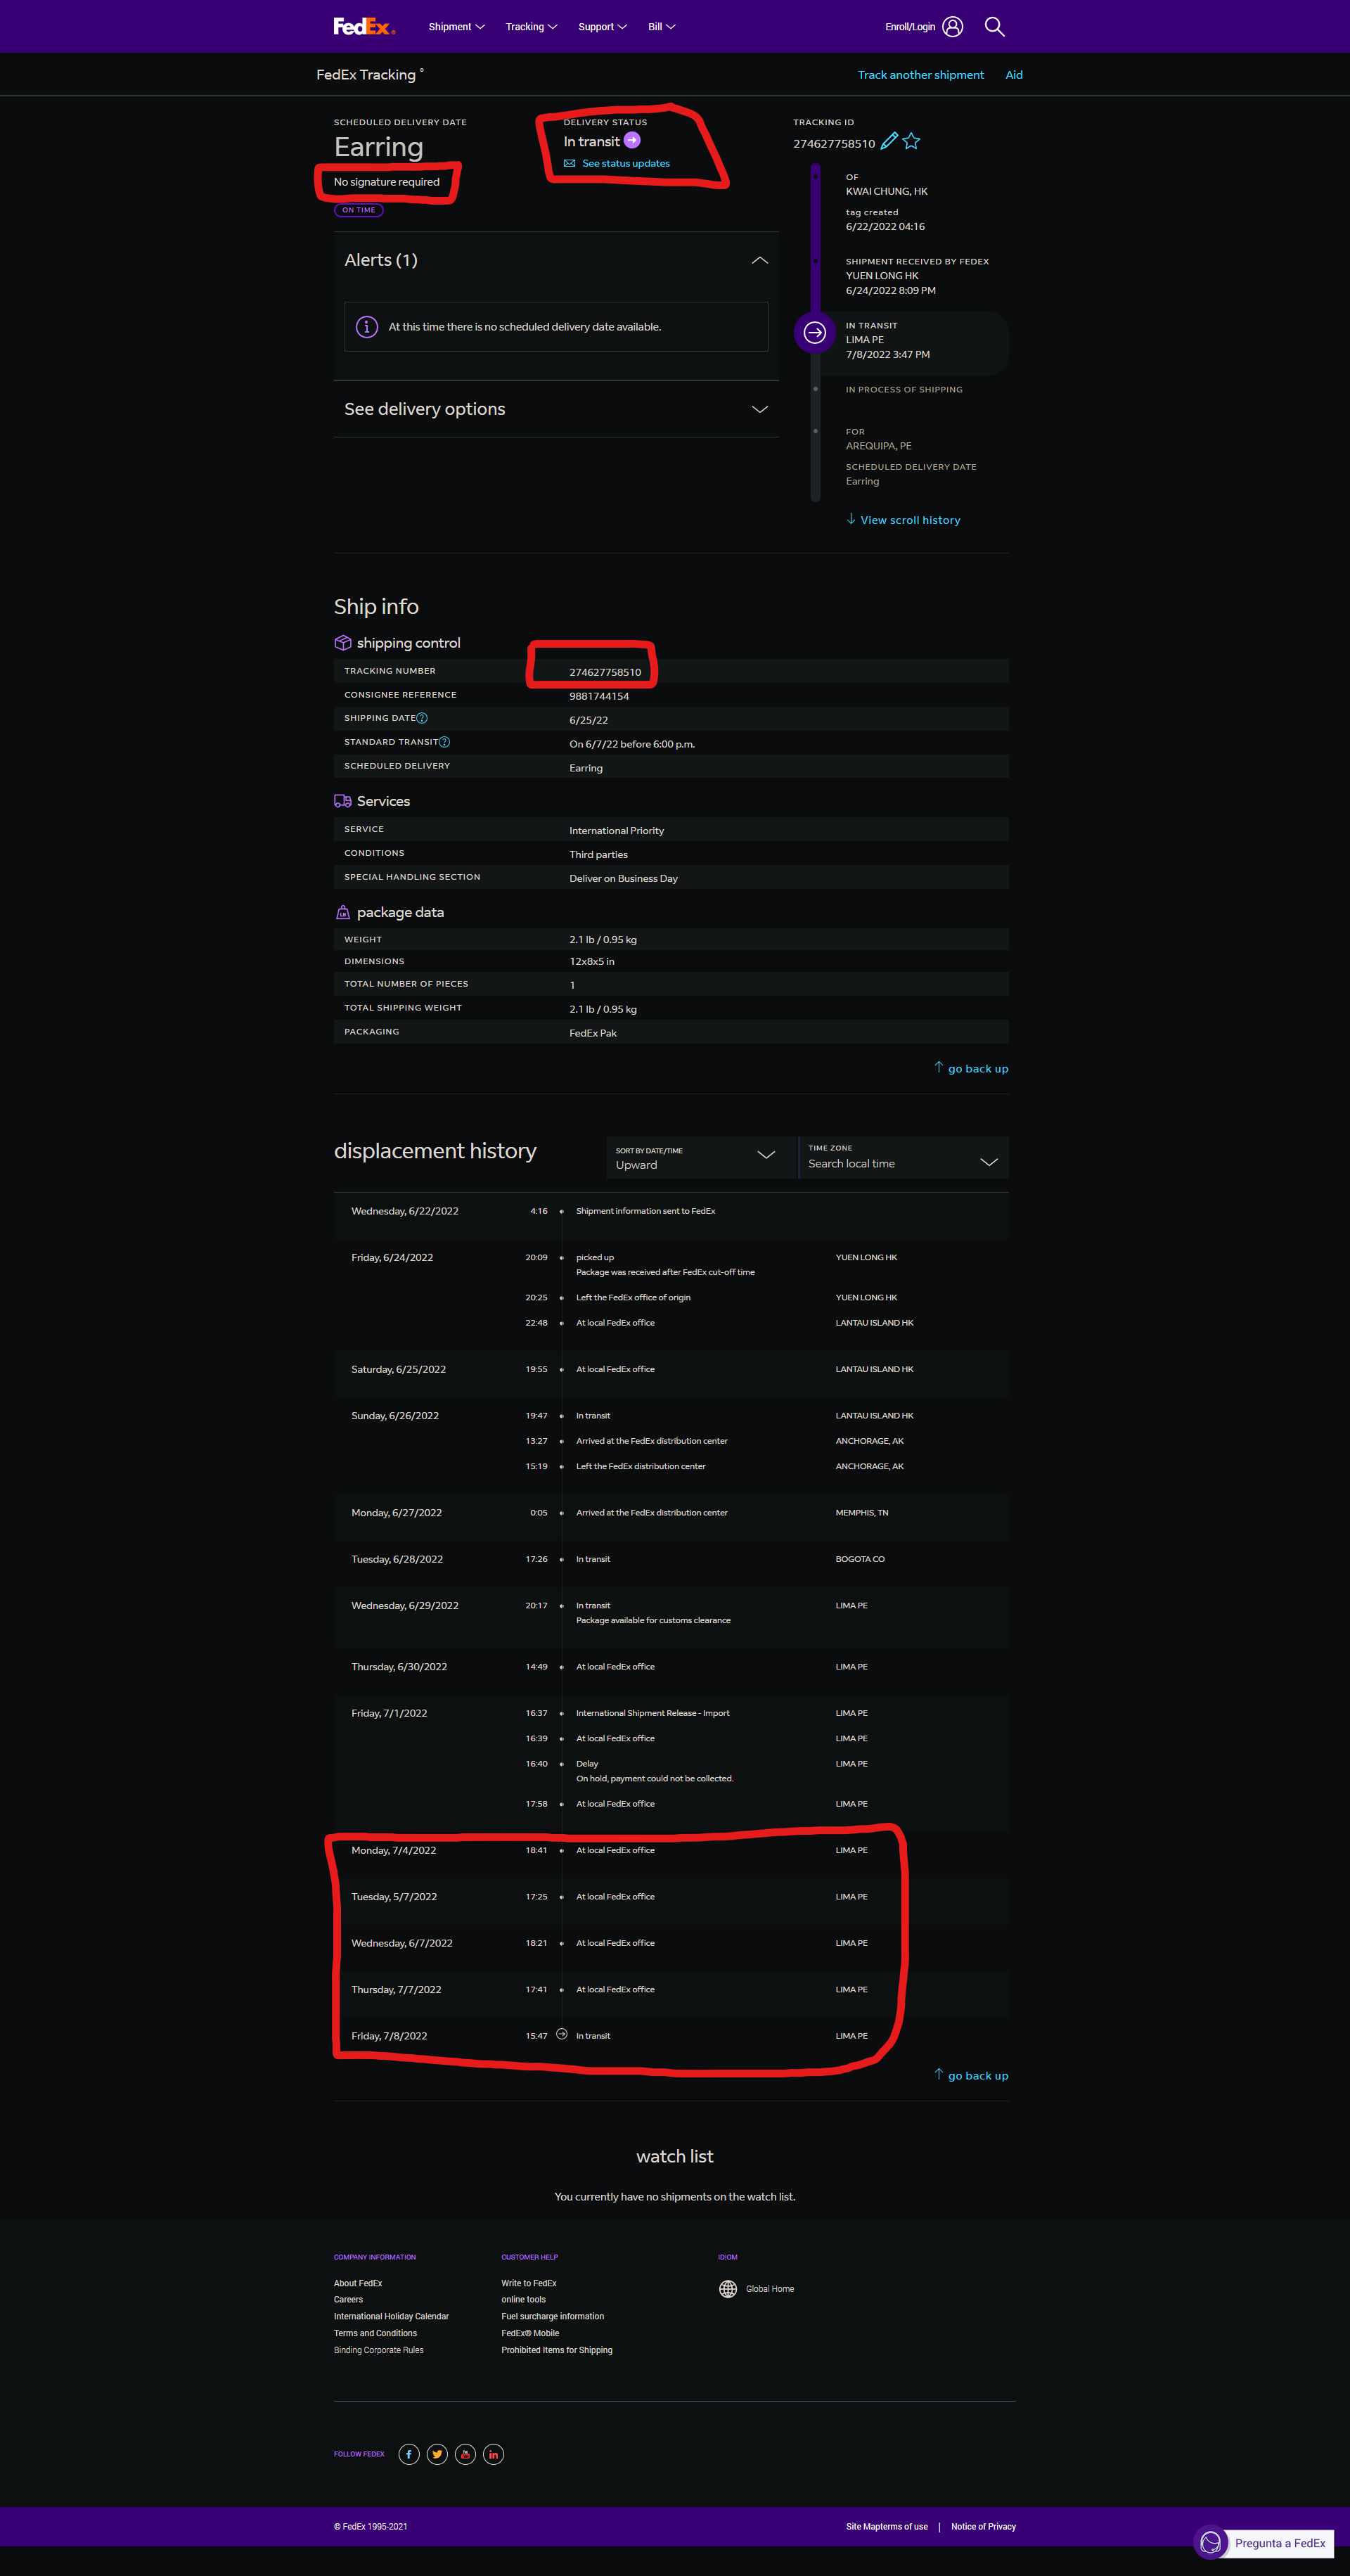 FedEx®
Shipment
Tracking
Support
Bill
Enroll/Login
FedEx Tracking ®
Track another shipment
Aid
SCHEDULED DELIVERY DATE
Earring
No signature required
ON TIME
DELIVERY STATUS
In transit
See status updates
Alerts (1)
At this time there is no scheduled delivery date available.
See delivery options
TRACKING ID
274627758510
OF
KWAI CHUNG, HK
tag created
6/22/2022 04:16
SHIPMENT RECEIVED BY FEDEX
YUEN LONG HK
6/24/2022 8:09 PM
IN TRANSIT
LIMA PE
7/8/2022 3:47 PM
IN PROCESS OF SHIPPING
FOR
AREQUIPA, PE
SCHEDULED DELIVERY DATE
Earring
View scroll history
Ship info
shipping control
TRACKING NUMBER 274627758510
CONSIGNEE REFERENCE 9881744154
SHIPPING DATE 6/25/22
STANDARD TRANSIT On 6/7/22 before 6:00 p.m.
SCHEDULED DELIVERY Earring
Services
SERVICE International Priority
CONDITIONS Third parties
SPECIAL HANDLING SECTION Deliver on Business Day
package data
WEIGHT 2.1 lb / 0.95 kg
DIMENSIONS 12x8x5 in
TOTAL NUMBER OF PIECES 1
TOTAL SHIPPING WEIGHT 2.1 lb / 0.95 kg
PACKAGING FedEx Pak
go back up
displacement history
SORT BY DATE/TIME
Upward
TIME ZONE
Search local time
Wednesday, 6/22/2022 4:16 Shipment information sent to FedEx
Friday, 6/24/2022 20:09 picked up YUEN LONG HK
Package was received after FedEx cut-off time
20:25 Left the FedEx office of origin YUEN LONG HK
22:48 At local FedEx office LANTAU ISLAND HK
Saturday, 6/25/2022 19:55 At local FedEx office LANTAU ISLAND HK
Sunday, 6/26/2022 19:47 In transit LANTAU ISLAND HK
13:27 Arrived at the FedEx distribution center ANCHORAGE, AK
15:19 Left the FedEx distribution center ANCHORAGE, AK
Monday, 6/27/2022 0:05 Arrived at the FedEx distribution center MEMPHIS, TN
Tuesday, 6/28/2022 17:26 In transit BOGOTA CO
Wednesday, 6/29/2022 20:17 In transit LIMA PE
Package available for customs clearance
Thursday, 6/30/2022 14:49 At local FedEx office LIMA PE
Friday, 7/1/2022 16:37 International Shipment Release - Import LIMA PE
16:39 At local FedEx office LIMA PE
16:40 Delay LIMA PE
On hold, payment could not be collected.
17:58 At local FedEx office LIMA PE
Monday, 7/4/2022 18:41 At local FedEx office LIMA PE
Tuesday, 5/7/2022 17:25 At local FedEx office LIMA PE
Wednesday, 6/7/2022 18:21 At local FedEx office LIMA PE
Thursday, 7/7/2022 17:41 At local FedEx office LIMA PE
Friday, 7/8/2022 15:47 In transit LIMA PE
go back up
watch list
You currently have no shipments on the watch list.
COMPANY INFORMATION
About FedEx
Careers
International Holiday Calendar
Terms and Conditions
Binding Corporate Rules
CUSTOMER HELP
Write to FedEx
online tools
Fuel surcharge information
FedEx® Mobile
Prohibited Items for Shipping
IDIOM
Global Home
FOLLOW FEDEX
© FedEx 1995-2021
Site Mapterms of use | Notice of Privacy
Pregunta a FedEx